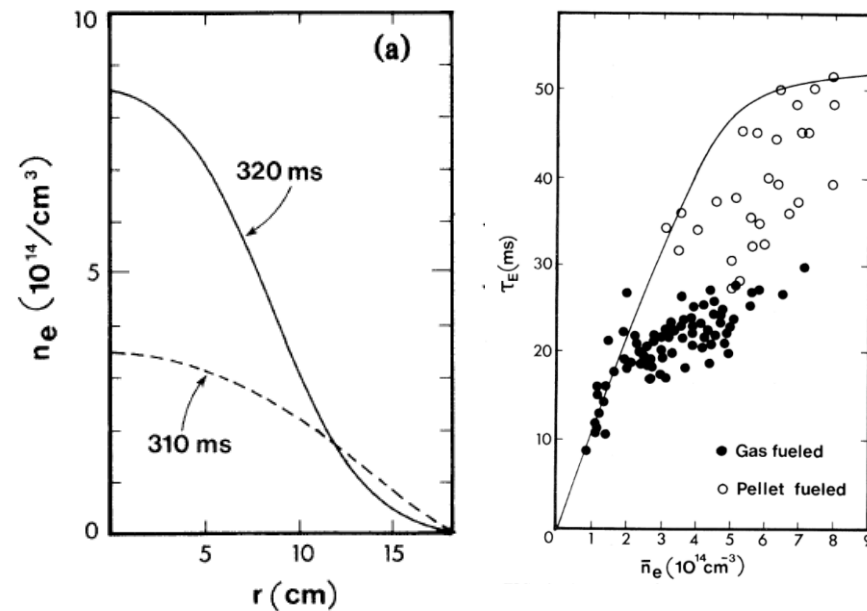 (a)
10
5
0
n_e (10^14/cm^3)
320 ms
310 ms
5
10
15
r (cm)
50
40
30
20
10
0
τ_E (ms)
● Gas fueled
○ Pellet fueled
0 1 2 3 4 5 6 7 8 9
n̄_e (10^14 cm^-3)